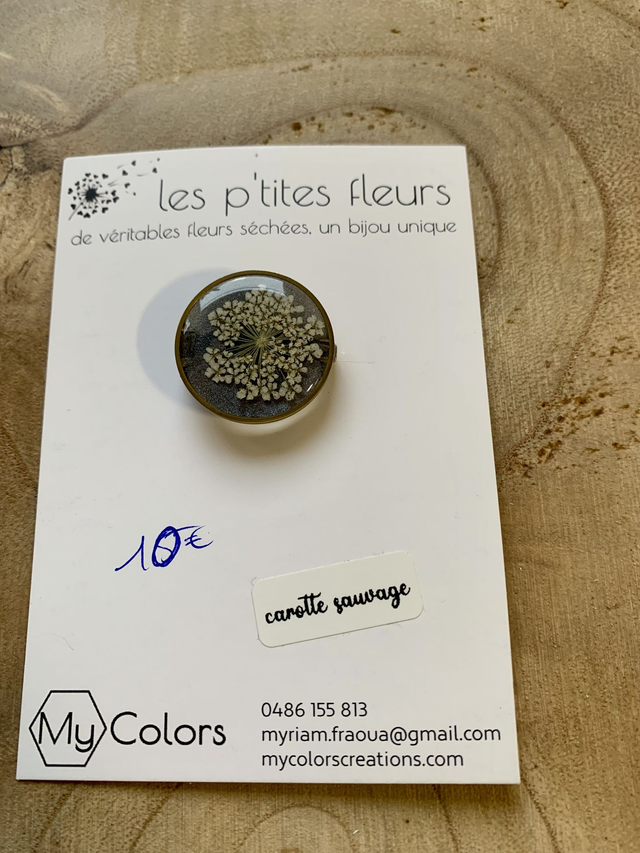 les p'tites fleurs
de véritables fleurs séchées, un bijou unique
10€
carotte sauvage
My Colors
0486 155 813
myriam.fraoua@gmail.com
mycolorscreations.com